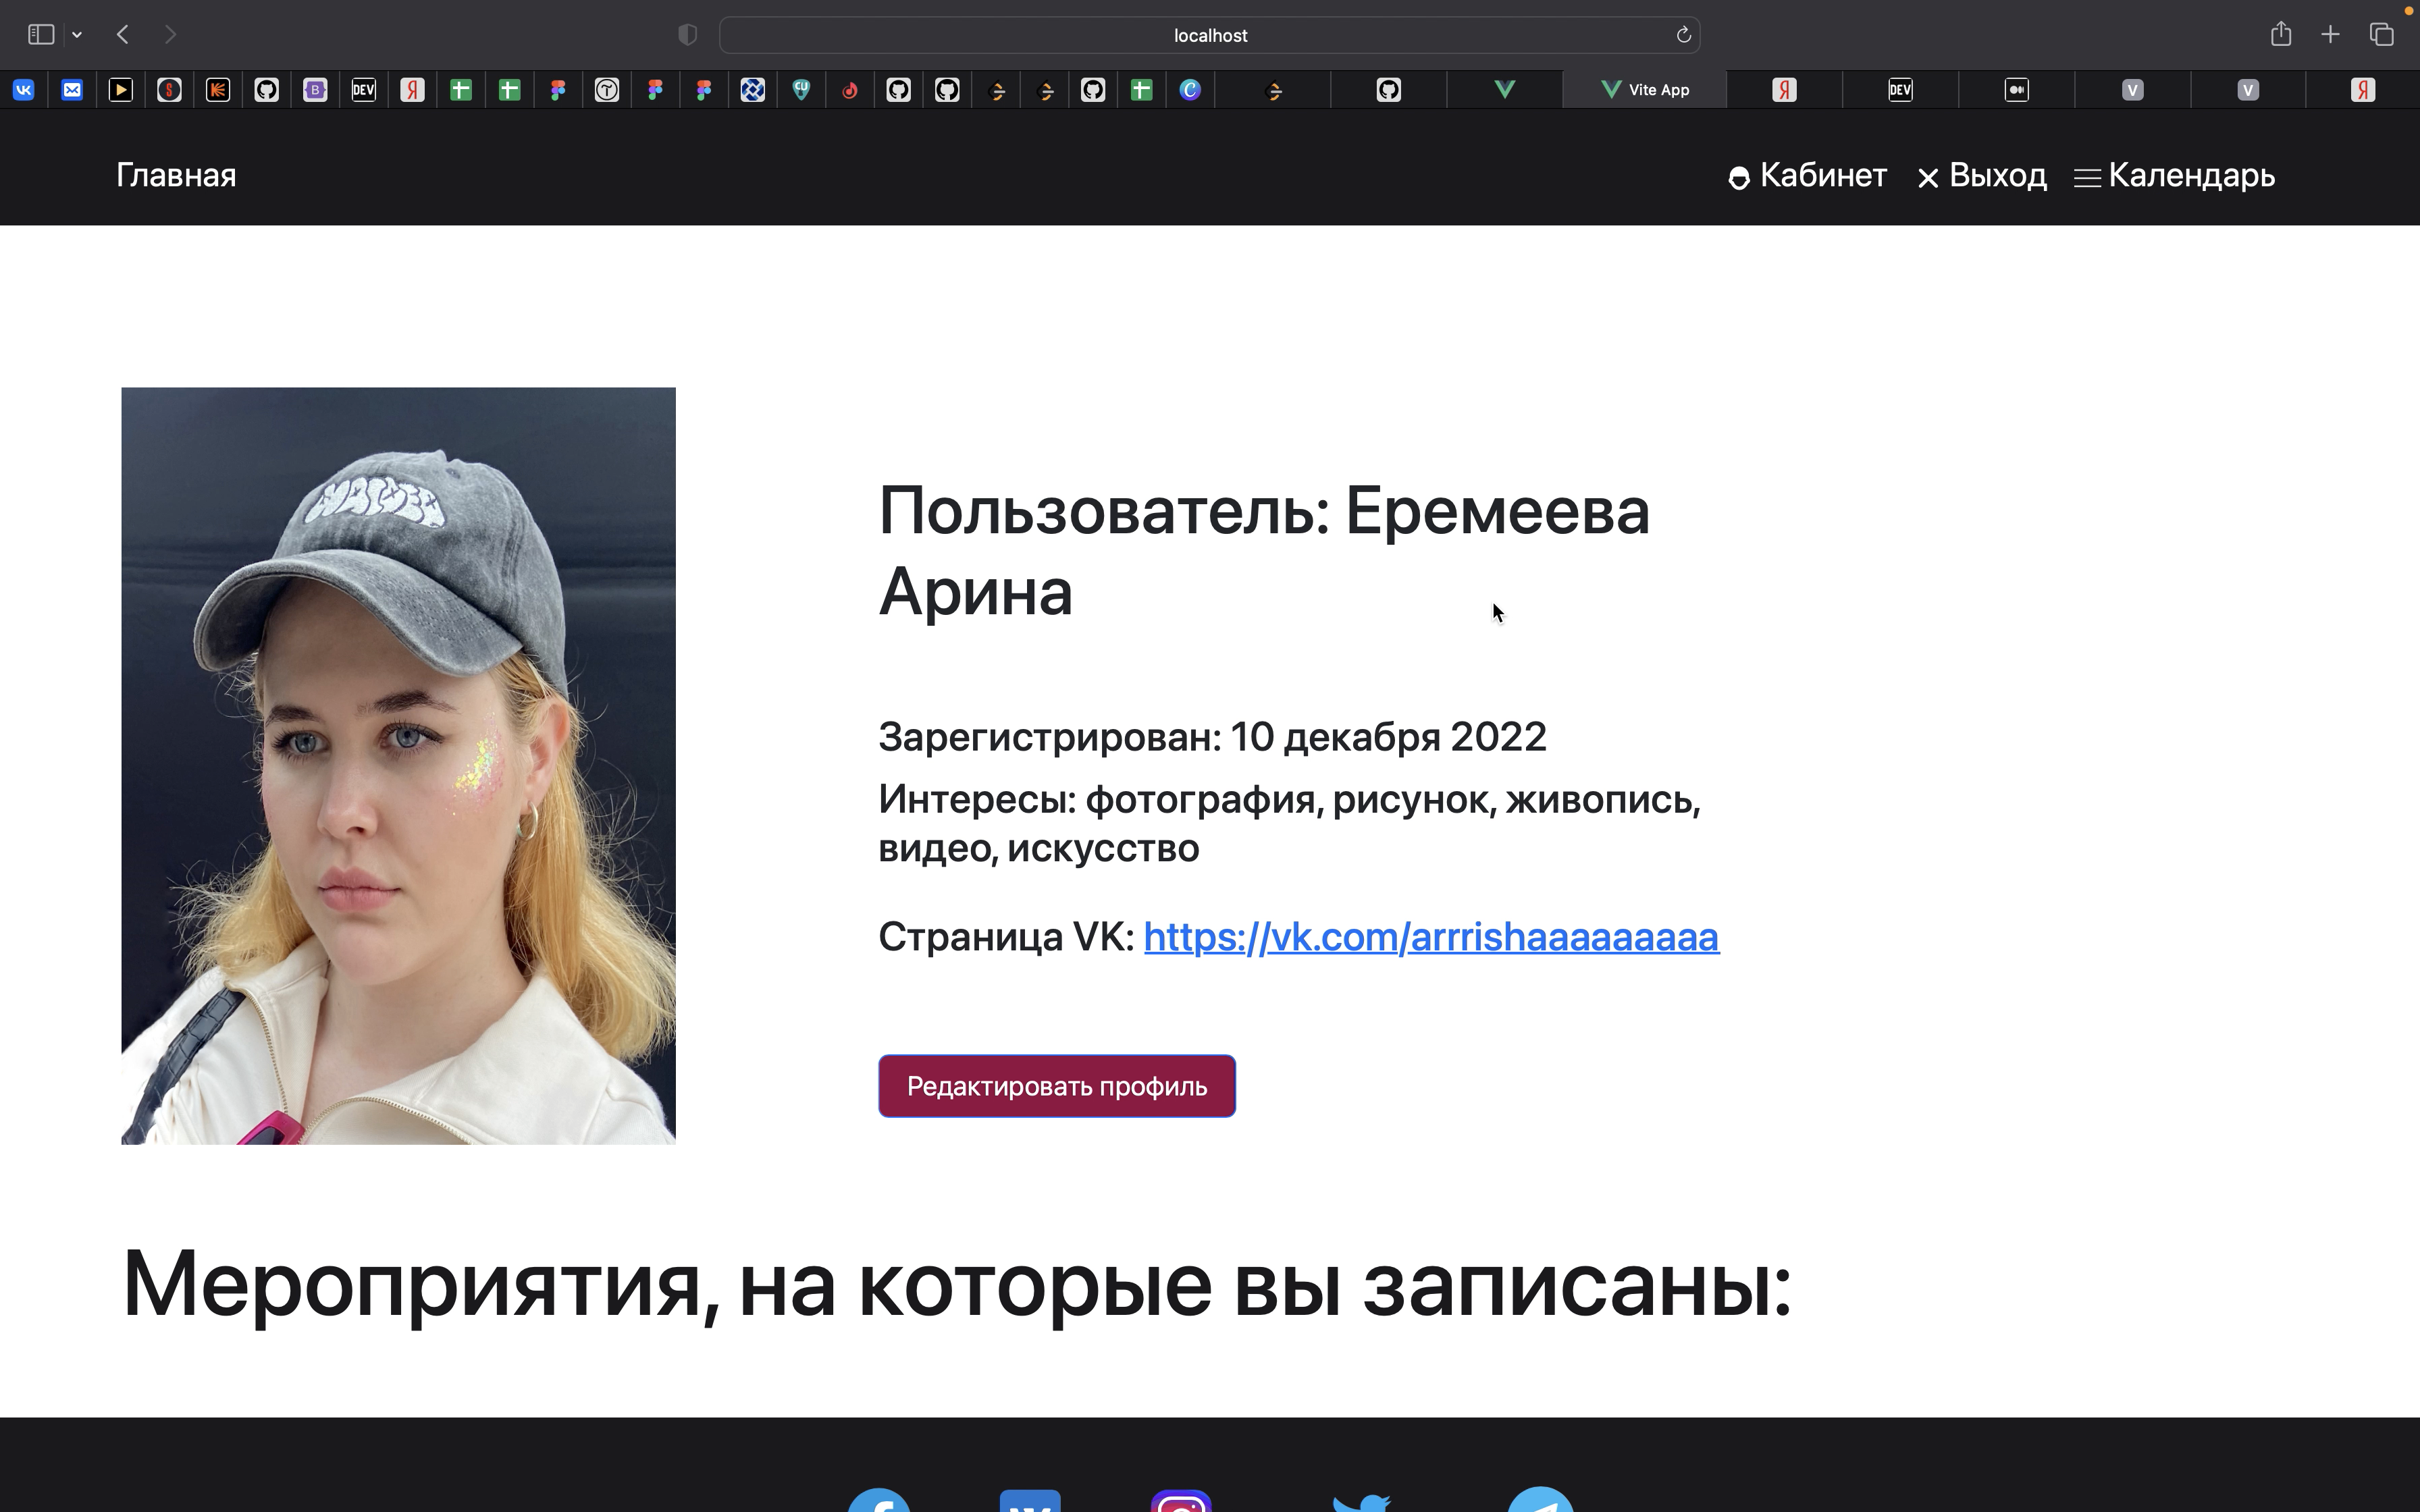 localhost
Vite App
Главная
Кабинет Выход Календарь
Пользователь: Еремеева
Арина
Зарегистрирован: 10 декабря 2022
Интересы: фотография, рисунок, живопись,
видео, искусство
Страница VK: https://vk.com/arrrishaaaaaaaaa
Редактировать профиль
Мероприятия, на которые вы записаны: